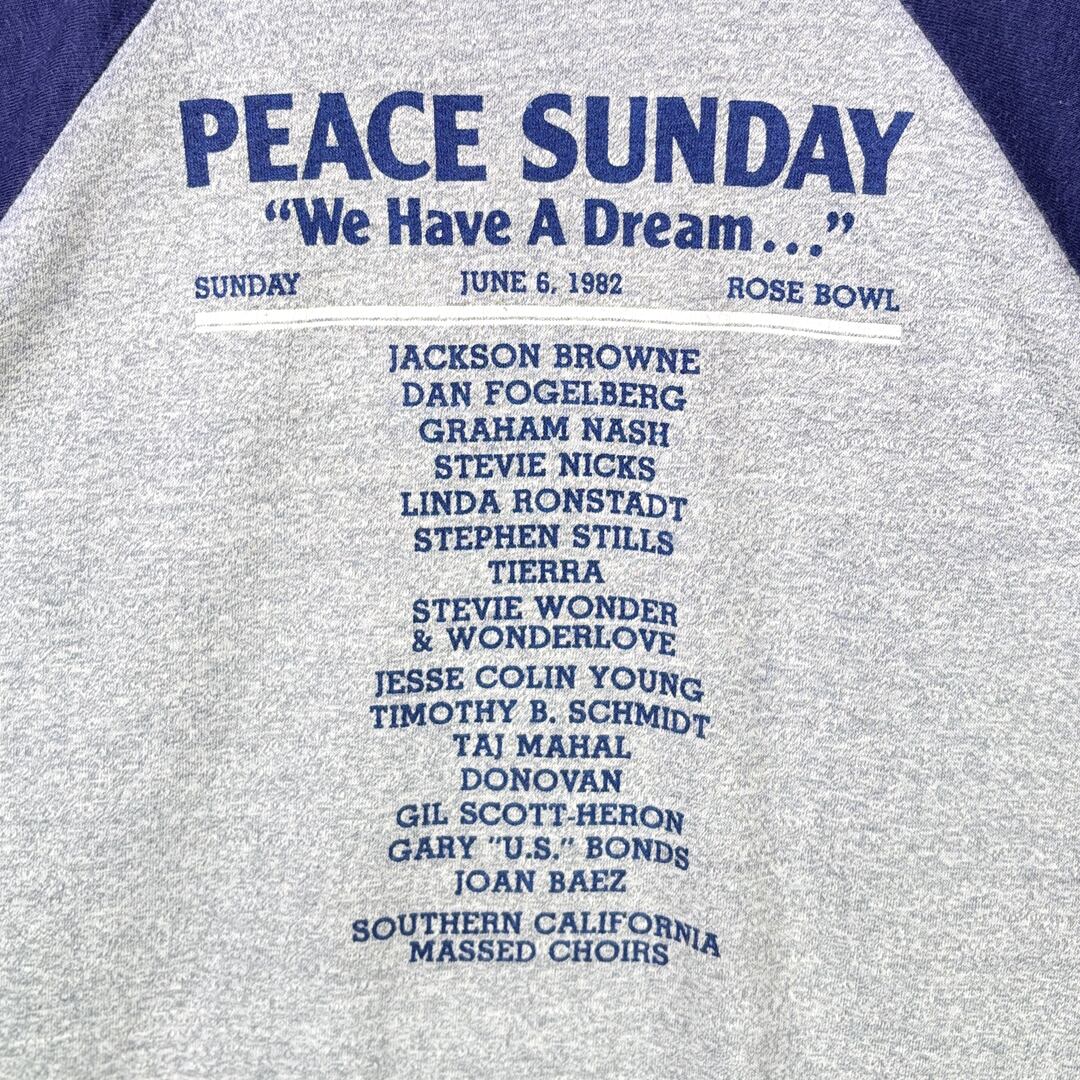 PEACE SUNDAY
“We Have A Dream...”
SUNDAY JUNE 6, 1982 ROSE BOWL
JACKSON BROWNE
DAN FOGELBERG
GRAHAM NASH
STEVIE NICKS
LINDA RONSTADT
STEPHEN STILLS
TIERRA
STEVIE WONDER
& WONDERLOVE
JESSE COLIN YOUNG
TIMOTHY B. SCHMIDT
TAJ MAHAL
DONOVAN
GIL SCOTT-HERON
GARY "U.S." BONDS
JOAN BAEZ
SOUTHERN CALIFORNIA
MASSED CHOIRS